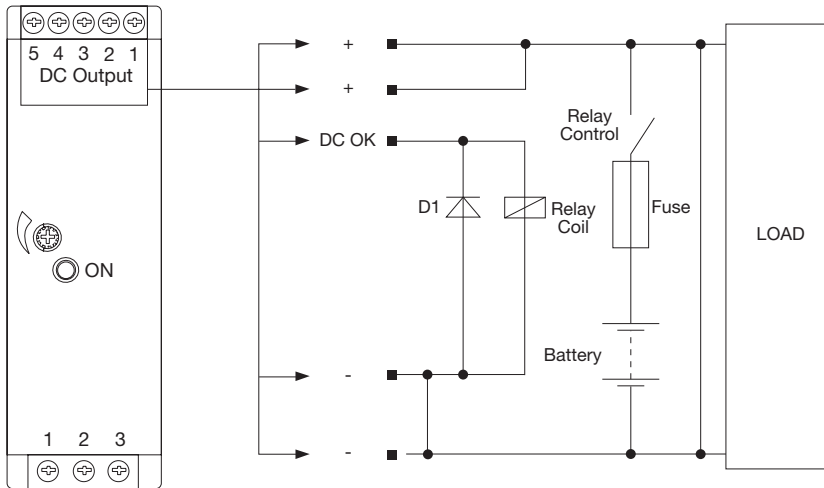 5 4 3 2 1
DC Output
ON
1 2 3
+
+
DC OK
-
-
D1
Relay
Coil
Relay
Control
Fuse
Battery
LOAD